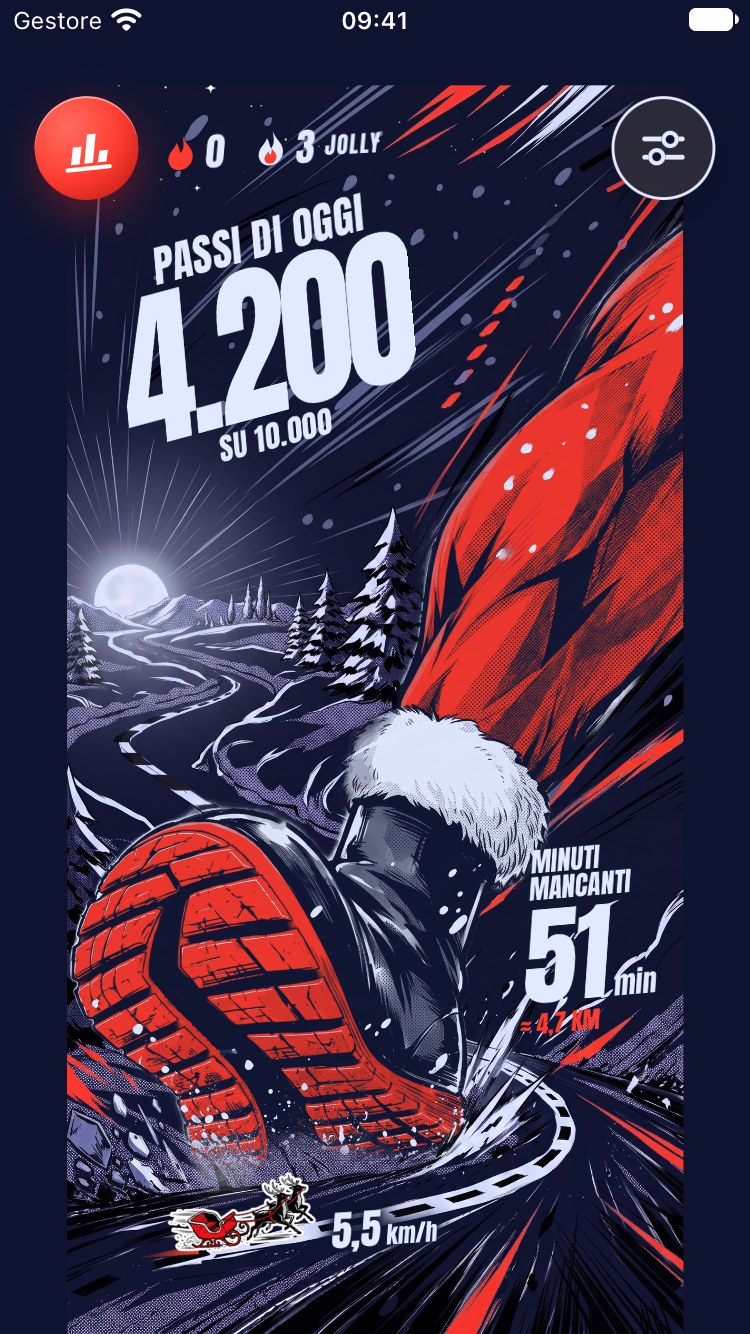 Gestore
09:41
0
3 JOLLY
PASSI DI OGGI
4.200
SU 10.000
MINUTI
MANCANTI
51 min
≈ 4,7 KM
5,5 km/h